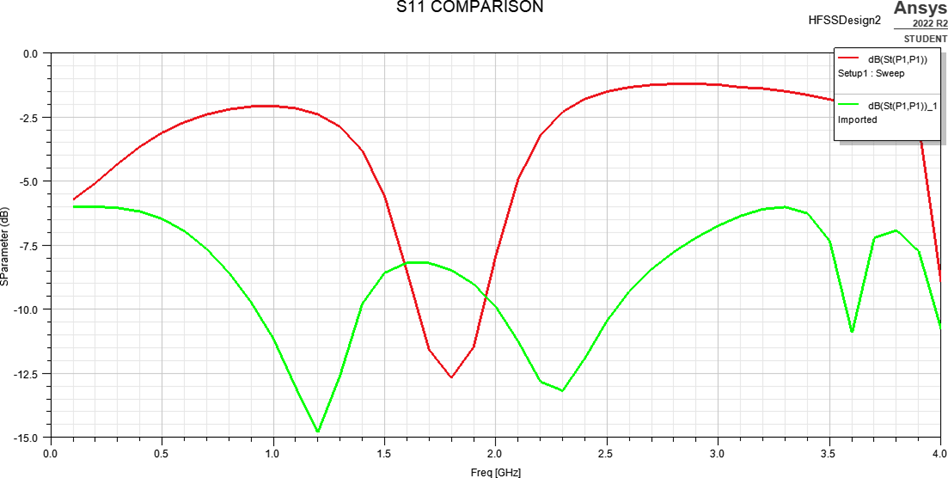 S11 COMPARISON
HFSSDesign2
Ansys
2022 R2
STUDENT
dB(St(P1,P1))
Setup1 : Sweep
dB(St(P1,P1))_1
Imported
0.0
-2.5
-5.0
-7.5
-10.0
-12.5
-15.0
SParameter (dB)
0.0 0.5 1.0 1.5 2.0 2.5 3.0 3.5 4.0
Freq [GHz]